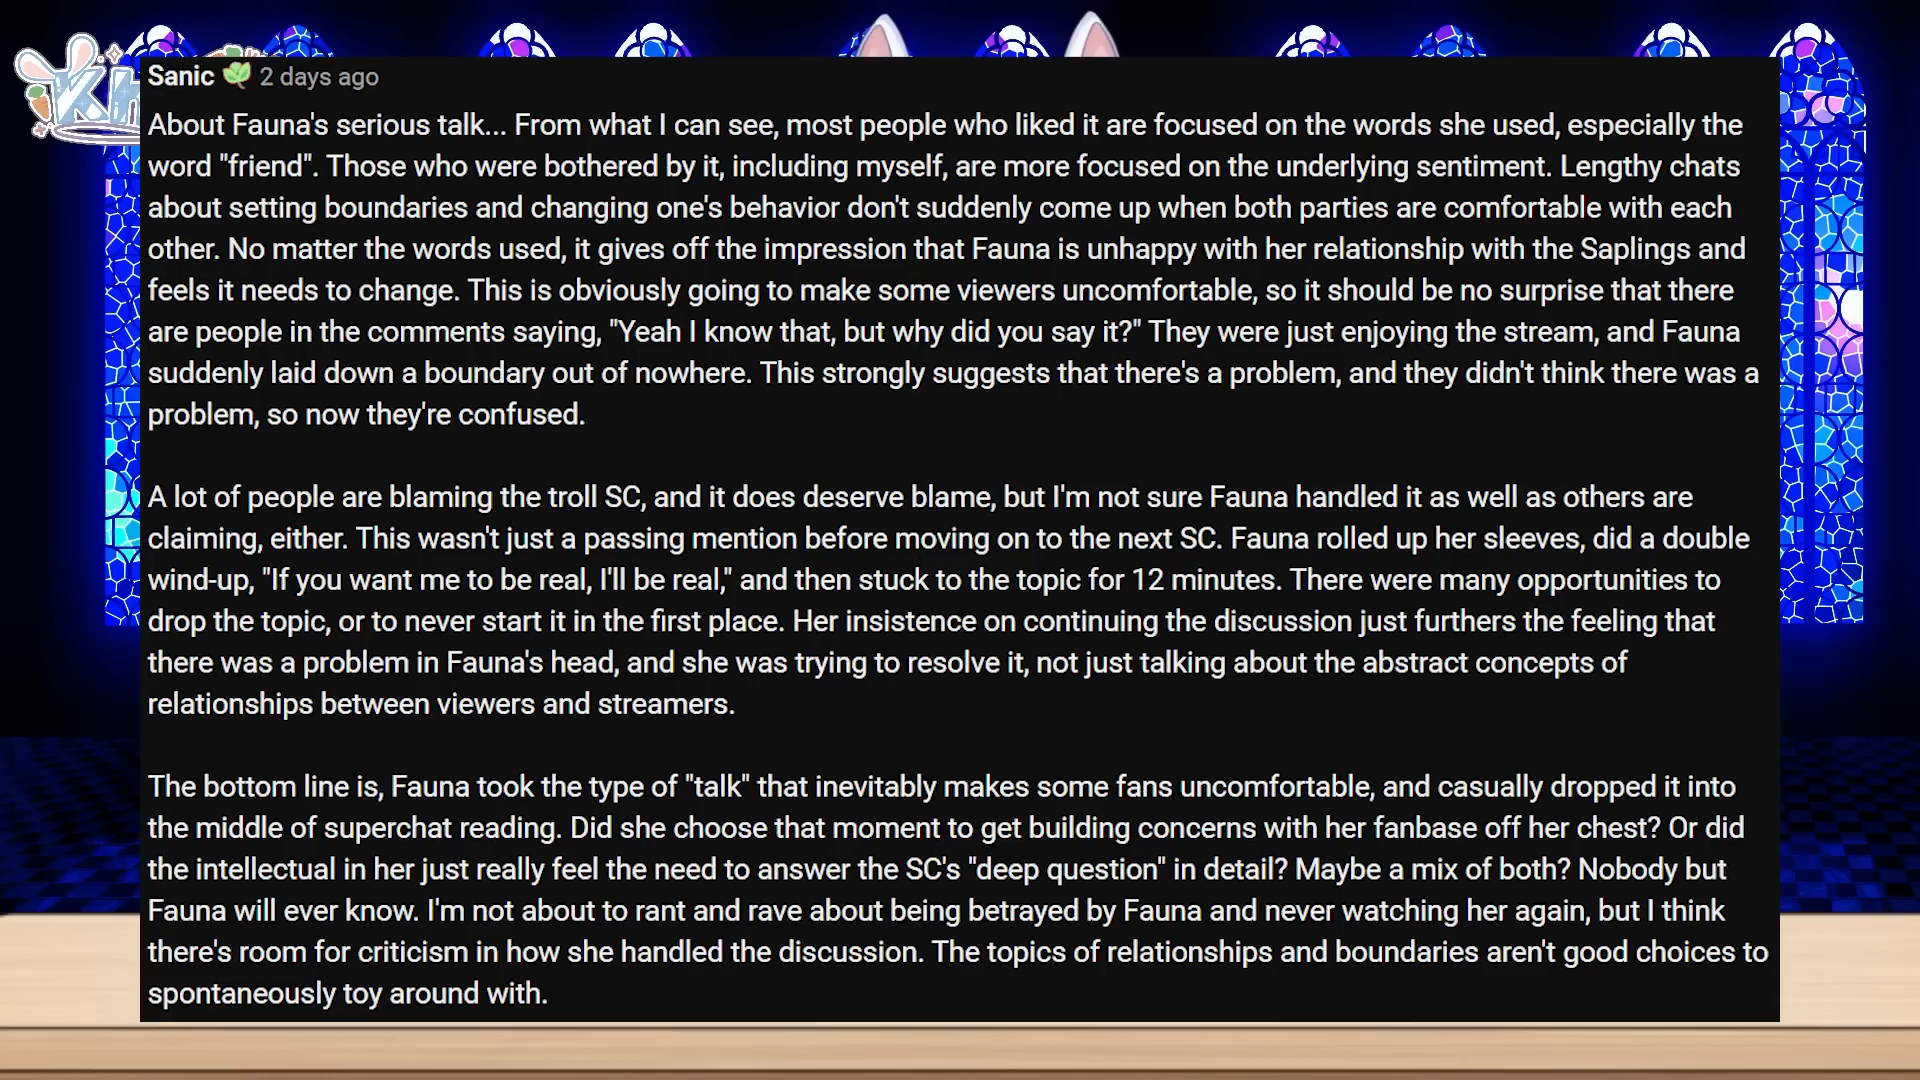 Kh
Sanic 2 days ago
About Fauna's serious talk... From what I can see, most people who liked it are focused on the words she used, especially the
word "friend". Those who were bothered by it, including myself, are more focused on the underlying sentiment. Lengthy chats
about setting boundaries and changing one's behavior don't suddenly come up when both parties are comfortable with each
other. No matter the words used, it gives off the impression that Fauna is unhappy with her relationship with the Saplings and
feels it needs to change. This is obviously going to make some viewers uncomfortable, so it should be no surprise that there
are people in the comments saying, "Yeah I know that, but why did you say it?" They were just enjoying the stream, and Fauna
suddenly laid down a boundary out of nowhere. This strongly suggests that there's a problem, and they didn't think there was a
problem, so now they're confused.
A lot of people are blaming the troll SC, and it does deserve blame, but I'm not sure Fauna handled it as well as others are
claiming, either. This wasn't just a passing mention before moving on to the next SC. Fauna rolled up her sleeves, did a double
wind-up, "If you want me to be real, I'll be real," and then stuck to the topic for 12 minutes. There were many opportunities to
drop the topic, or to never start it in the first place. Her insistence on continuing the discussion just furthers the feeling that
there was a problem in Fauna's head, and she was trying to resolve it, not just talking about the abstract concepts of
relationships between viewers and streamers.
The bottom line is, Fauna took the type of "talk" that inevitably makes some fans uncomfortable, and casually dropped it into
the middle of superchat reading. Did she choose that moment to get building concerns with her fanbase off her chest? Or did
the intellectual in her just really feel the need to answer the SC's "deep question" in detail? Maybe a mix of both? Nobody but
Fauna will ever know. I'm not about to rant and rave about being betrayed by Fauna and never watching her again, but I think
there's room for criticism in how she handled the discussion. The topics of relationships and boundaries aren't good choices to
spontaneously toy around with.